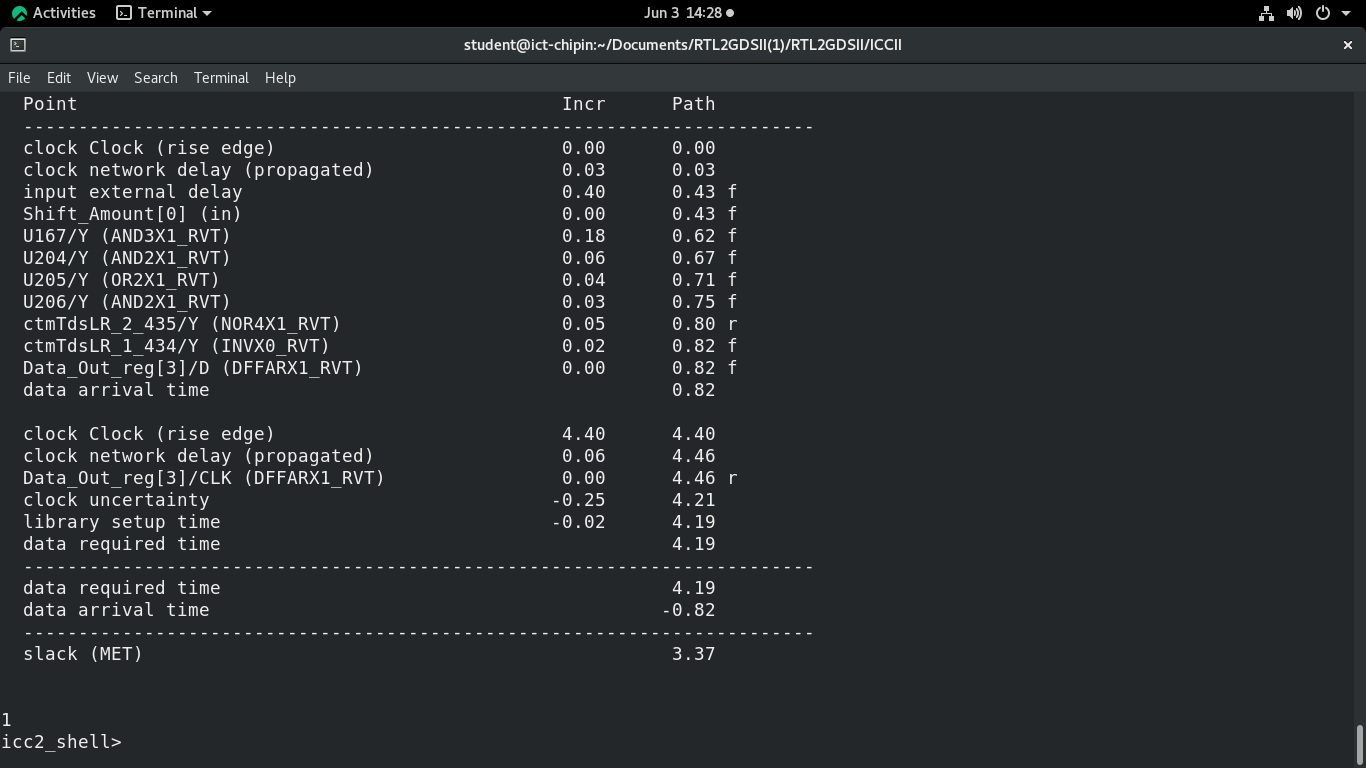 Activities Terminal Jun 3 14:28
student@ict-chipin:~/Documents/RTL2GDSII(1)/RTL2GDSII/ICCII ×
File Edit View Search Terminal Help
Point Incr Path
--------------------------------------------------------------------------
clock Clock (rise edge) 0.00 0.00
clock network delay (propagated) 0.03 0.03
input external delay 0.40 0.43 f
Shift_Amount[0] (in) 0.00 0.43 f
U167/Y (AND3X1_RVT) 0.18 0.62 f
U204/Y (AND2X1_RVT) 0.06 0.67 f
U205/Y (OR2X1_RVT) 0.04 0.71 f
U206/Y (AND2X1_RVT) 0.03 0.75 f
ctmTdsLR_2_435/Y (NOR4X1_RVT) 0.05 0.80 r
ctmTdsLR_1_434/Y (INVX0_RVT) 0.02 0.82 f
Data_Out_reg[3]/D (DFFARX1_RVT) 0.00 0.82 f
data arrival time 0.82
clock Clock (rise edge) 4.40 4.40
clock network delay (propagated) 0.06 4.46
Data_Out_reg[3]/CLK (DFFARX1_RVT) 0.00 4.46 r
clock uncertainty -0.25 4.21
library setup time -0.02 4.19
data required time 4.19
--------------------------------------------------------------------------
data required time 4.19
data arrival time -0.82
--------------------------------------------------------------------------
slack (MET) 3.37
1
icc2_shell>